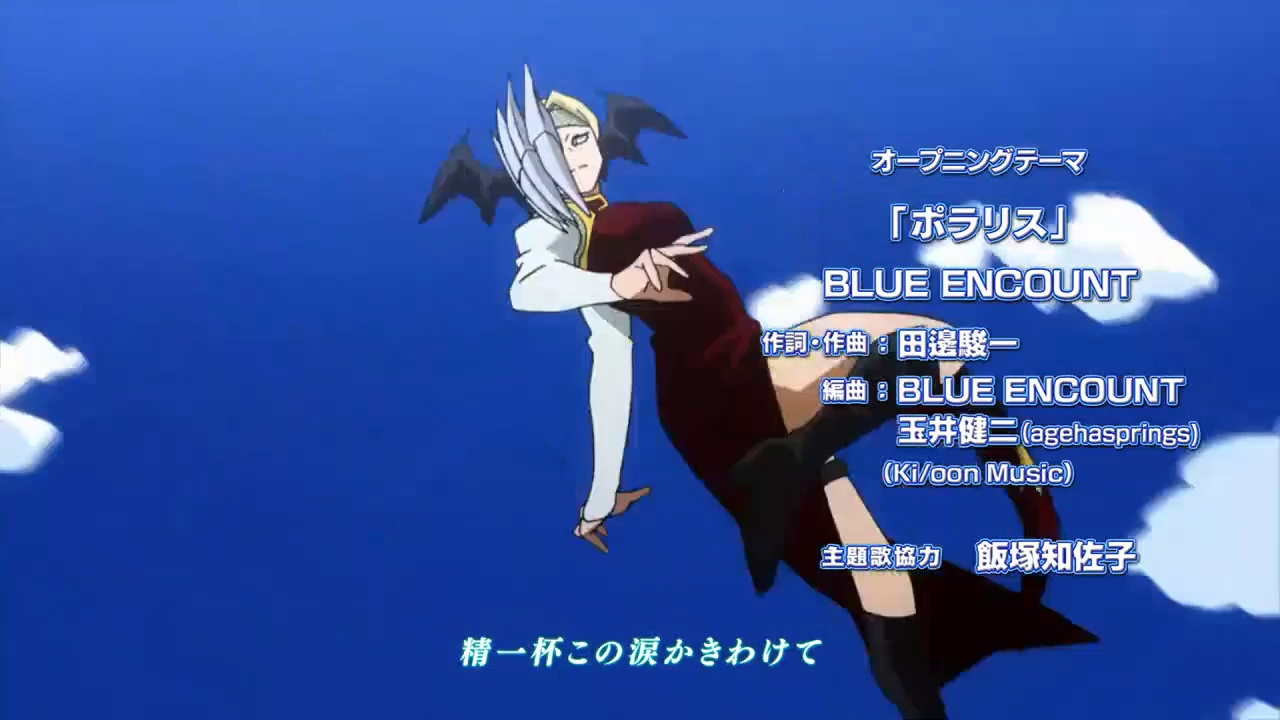 オープニングテーマ
「ポラリス」
BLUE ENCOUNT
作詞・作曲：田邊駿一
編曲：BLUE ENCOUNT
玉井健二(agehasprings)
(Ki/oon Music)
主題歌協力 飯塚知佐子
精一杯この涙かきわけて